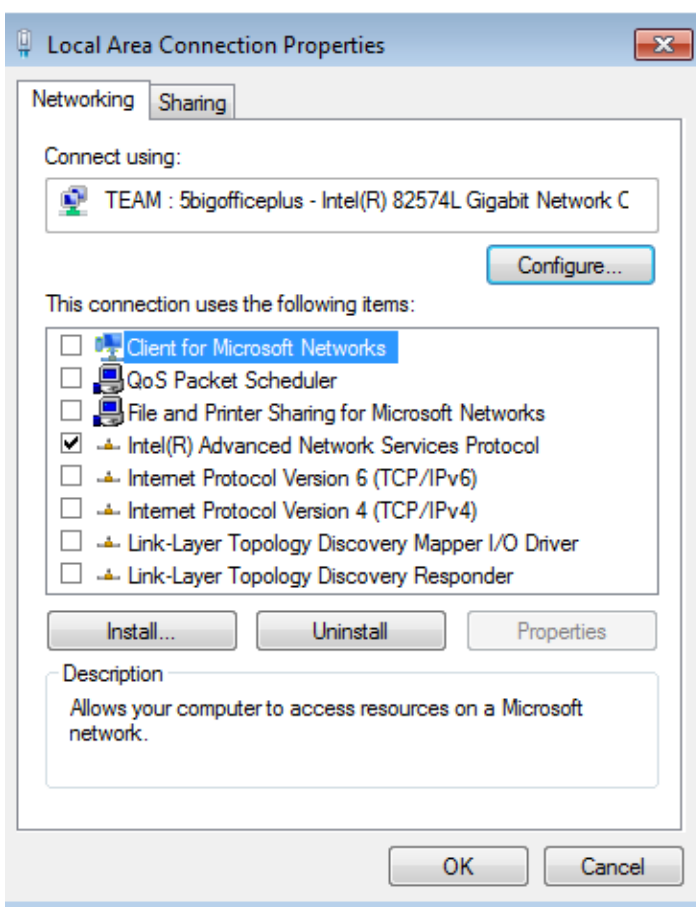 Local Area Connection Properties
Networking
Sharing
Connect using:
TEAM : 5bigofficeplus - Intel(R) 82574L Gigabit Network C
Configure...
This connection uses the following items:
Client for Microsoft Networks
QoS Packet Scheduler
File and Printer Sharing for Microsoft Networks
Intel(R) Advanced Network Services Protocol
Internet Protocol Version 6 (TCP/IPv6)
Internet Protocol Version 4 (TCP/IPv4)
Link-Layer Topology Discovery Mapper I/O Driver
Link-Layer Topology Discovery Responder
Install...
Uninstall
Properties
Description
Allows your computer to access resources on a Microsoft
network.
OK
Cancel